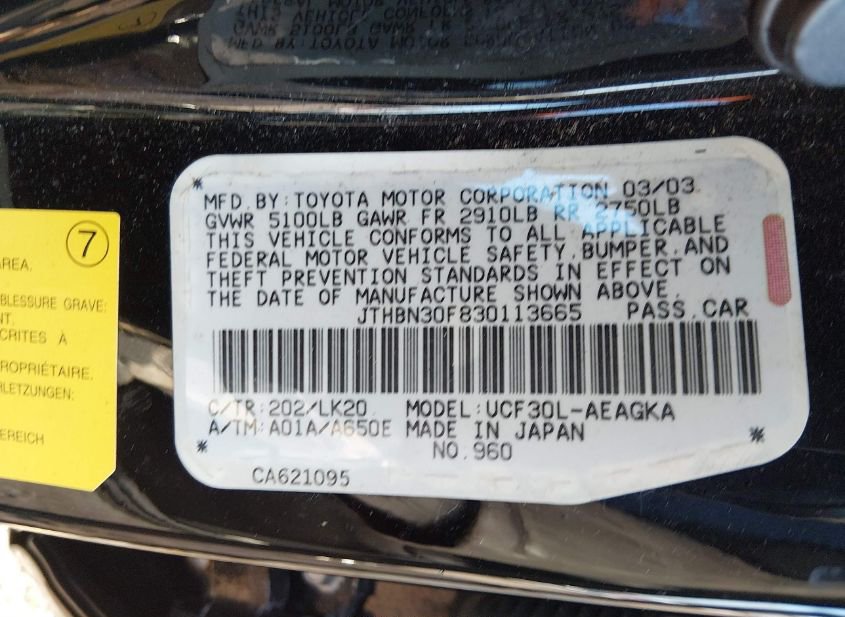 MFD.BY:TOYOTA MOTOR CORPORATION 03/03
GVWR 5100LB GAWR FR 2910LB RR 2750LB
THIS VEHICLE CONFORMS TO ALL APPLICABLE
FEDERAL MOTOR VEHICLE SAFETY,BUMPER,AND
THEFT PREVENTION STANDARDS IN EFFECT ON
THE DATE OF MANUFACTURE SHOWN ABOVE.
JTHBN30F830113665 PASS.CAR
C/TR:202/LK20 MODEL:UCF30L-AEAGKA
A/TM:A01A/A650E MADE IN JAPAN
NO.960
CA621095
7
AREA.
BLESSURE GRAVE:
NT.
CRITES À
PROPRIÉTAIRE.
RLETZUNGEN:
BEREICH